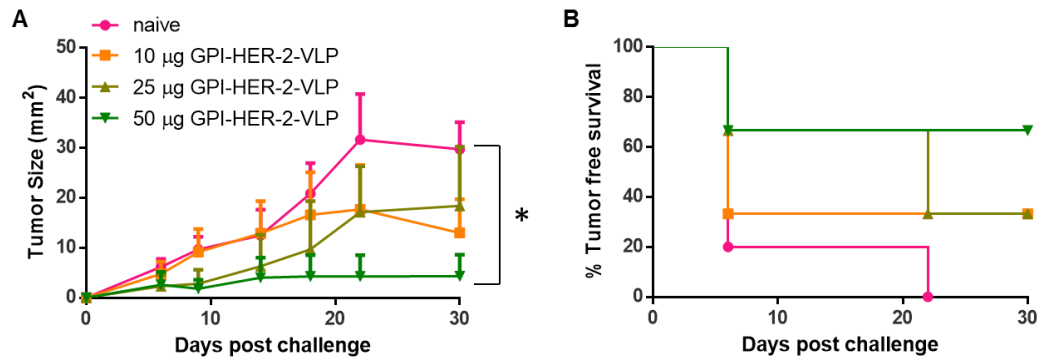 A
naive
10 μg GPI-HER-2-VLP
25 μg GPI-HER-2-VLP
50 μg GPI-HER-2-VLP
Tumor Size (mm²)
50
40
30
20
10
0
0
10
20
30
Days post challenge
*
B
% Tumor free survival
100
80
60
40
20
0
0
10
20
30
Days post challenge